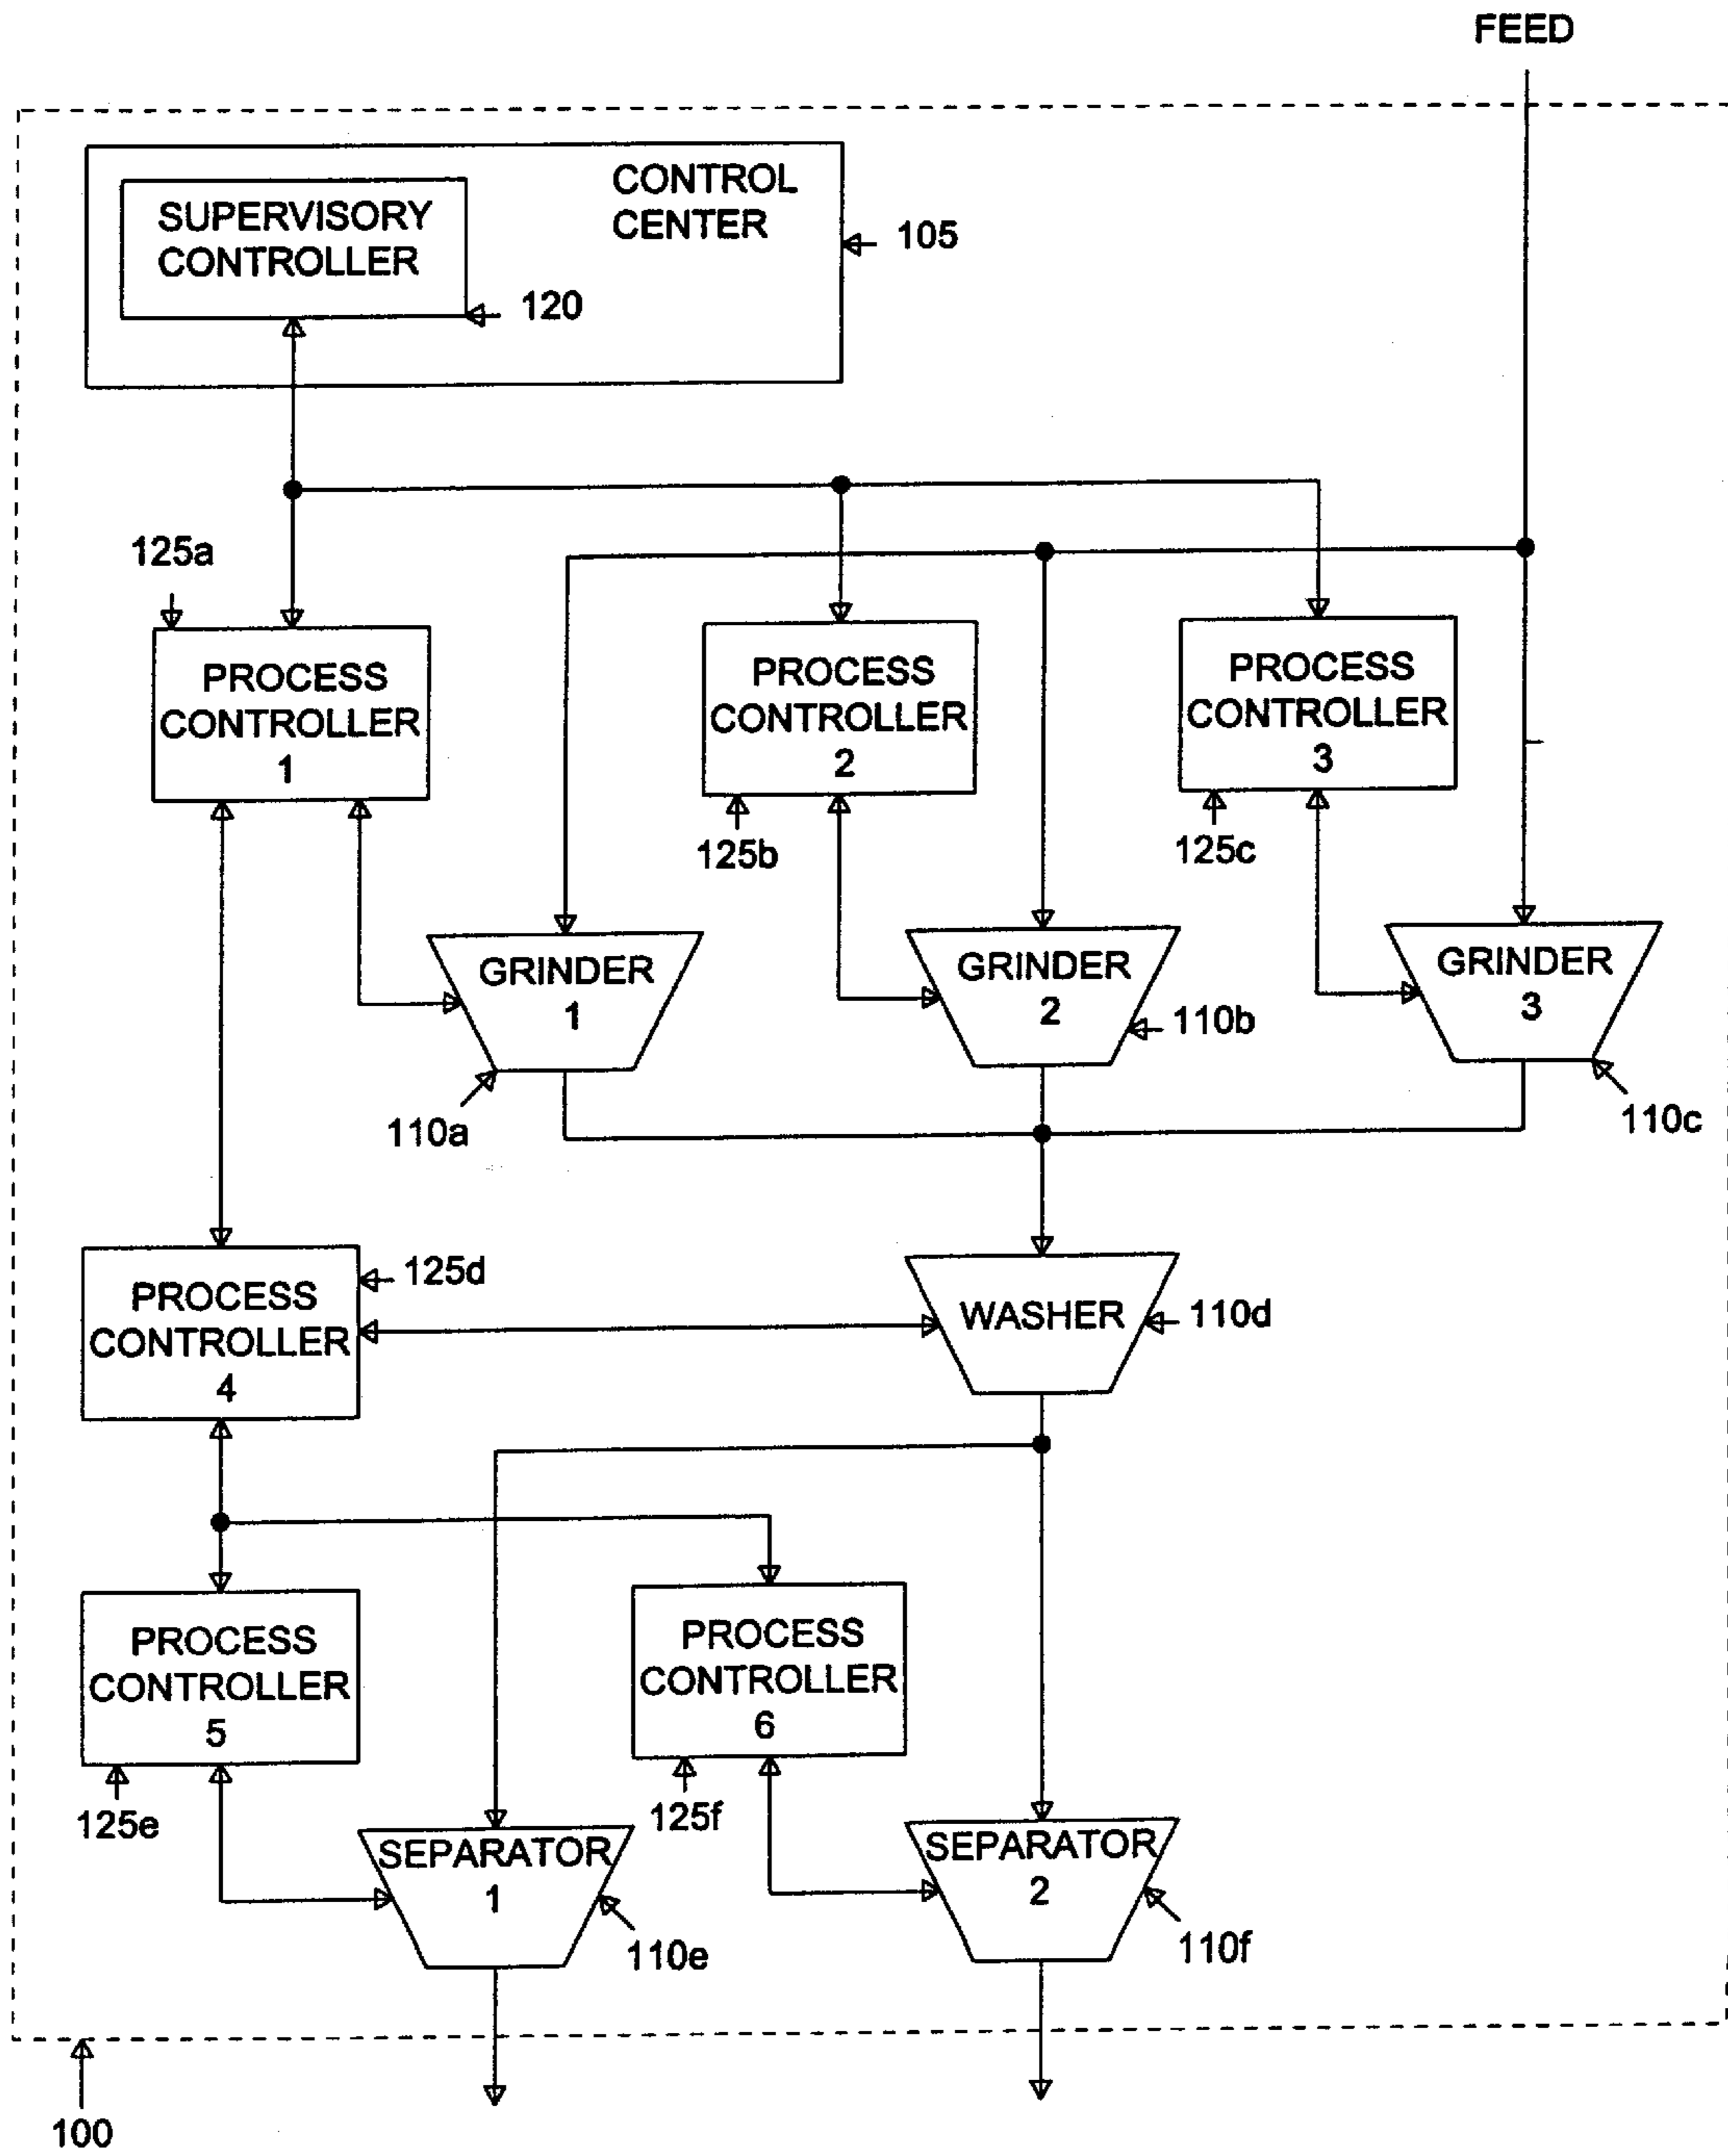 FEED
CONTROL
CENTER
105
SUPERVISORY
CONTROLLER
120
125a
PROCESS
CONTROLLER
1
PROCESS
CONTROLLER
2
PROCESS
CONTROLLER
3
125b
125c
GRINDER
1
GRINDER
2
GRINDER
3
110b
110a
110c
125d
PROCESS
CONTROLLER
4
WASHER
110d
PROCESS
CONTROLLER
5
PROCESS
CONTROLLER
6
125e
125f
SEPARATOR
1
SEPARATOR
2
110e
110f
100